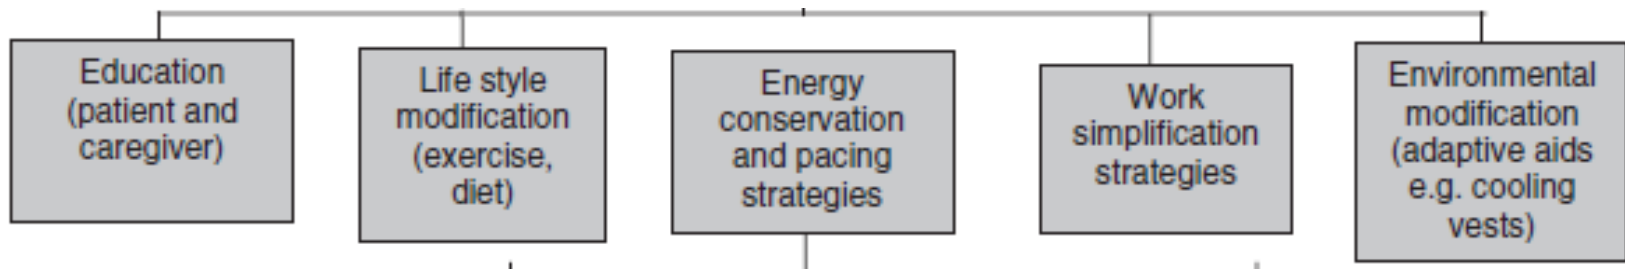 Education
(patient and
caregiver)
Life style
modification
(exercise,
diet)
Energy
conservation
and pacing
strategies
Work
simplification
strategies
Environmental
modification
(adaptive aids
e.g. cooling
vests)